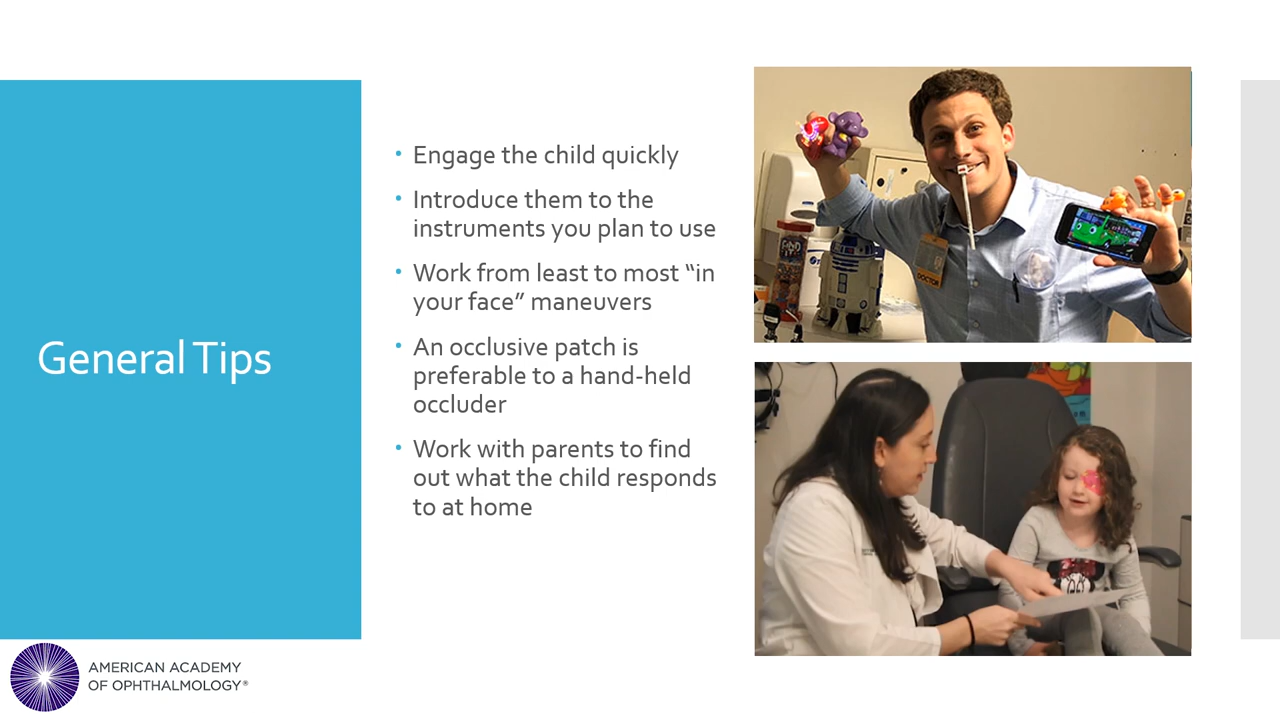 General Tips
• Engage the child quickly
• Introduce them to the
instruments you plan to use
• Work from least to most “in
your face” maneuvers
• An occlusive patch is
preferable to a hand-held
occluder
• Work with parents to find
out what the child responds
to at home
DOCTOR
AMERICAN ACADEMY
OF OPHTHALMOLOGY®